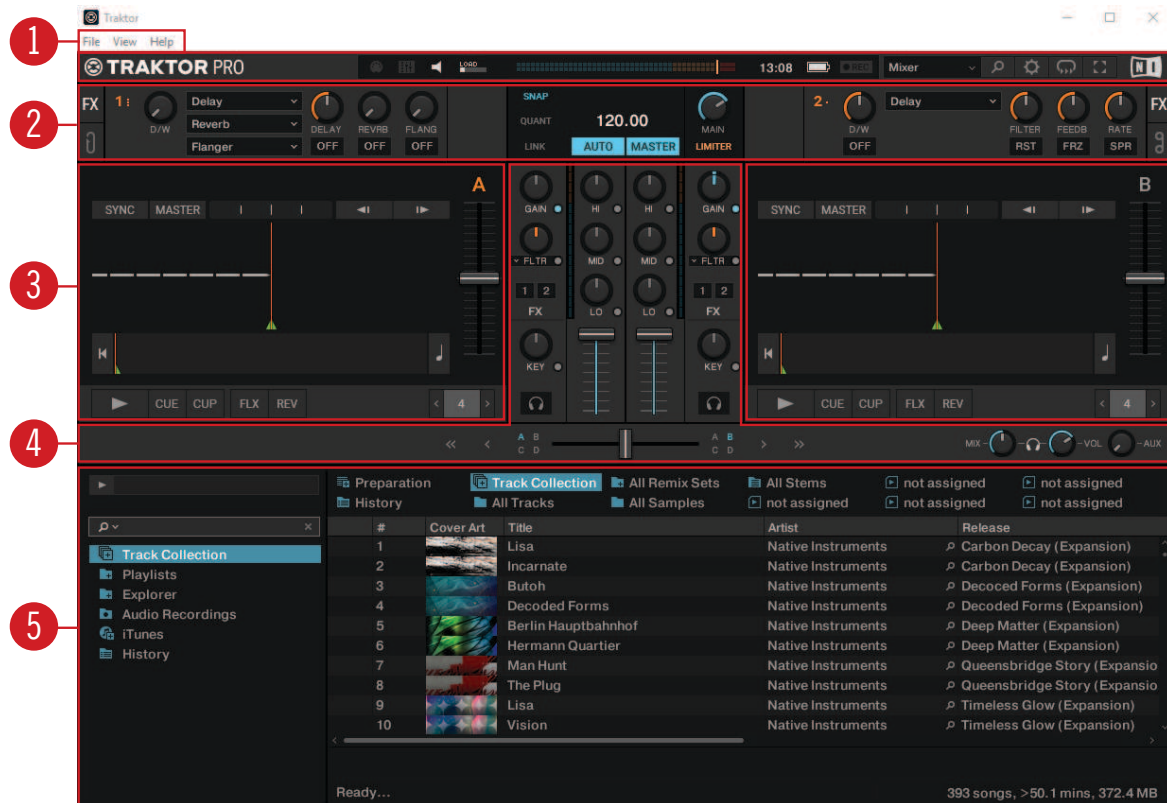 Traktor
1
File View Help
TRAKTOR PRO LOAD 13:08 REC Mixer NI
2
FX 1 D/W Delay Reverb Flanger DELAY REVRB FLANG OFF OFF OFF
SNAP
QUANT 120.00 MAIN
LINK AUTO MASTER LIMITER
2 D/W OFF Delay FILTER FEEDB RATE RST FRZ SPR FX
3
A
SYNC MASTER
CUE CUP FLX REV 4
GAIN HI HI GAIN
FLTR MID MID FLTR
1 2 LO LO 1 2
FX FX
KEY KEY
B
SYNC MASTER
CUE CUP FLX REV 4
4
A B A B
C D C D
MIX VOL AUX
5
Preparation Track Collection All Remix Sets All Stems not assigned not assigned
History All Tracks All Samples not assigned not assigned not assigned
Track Collection
Playlists
Explorer
Audio Recordings
iTunes
History
# Cover Art Title Artist Release
1 Lisa Native Instruments Carbon Decay (Expansion)
2 Incarnate Native Instruments Carbon Decay (Expansion)
3 Butoh Native Instruments Decoced Forms (Expansion)
4 Decoded Forms Native Instruments Decoded Forms (Expansion)
5 Berlin Hauptbahnhof Native Instruments Deep Matter (Expansion)
6 Hermann Quartier Native Instruments Deep Matter (Expansion)
7 Man Hunt Native Instruments Queensbridge Story (Expansio
8 The Plug Native Instruments Queensbridge Story (Expansio
9 Lisa Native Instruments Timeless Glow (Expansion)
10 Vision Native Instruments Timeless Glow (Expansion)
Ready... 393 songs, >50.1 mins, 372.4 MB